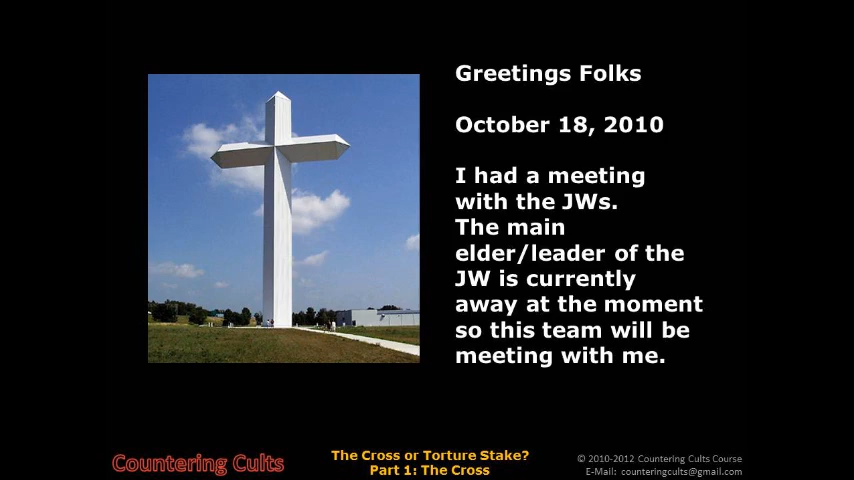 Greetings Folks
October 18, 2010
I had a meeting
with the JWs.
The main
elder/leader of the
JW is currently
away at the moment
so this team will be
meeting with me.
Countering Cults
The Cross or Torture Stake?
Part 1: The Cross
© 2010-2012 Countering Cults Course
E-Mail: counteringcults@gmail.com